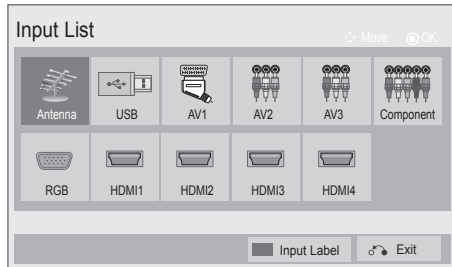 Input List
Move OK
Antenna USB AV1 AV2 AV3 Component
RGB HDMI1 HDMI2 HDMI3 HDMI4
Input Label Exit